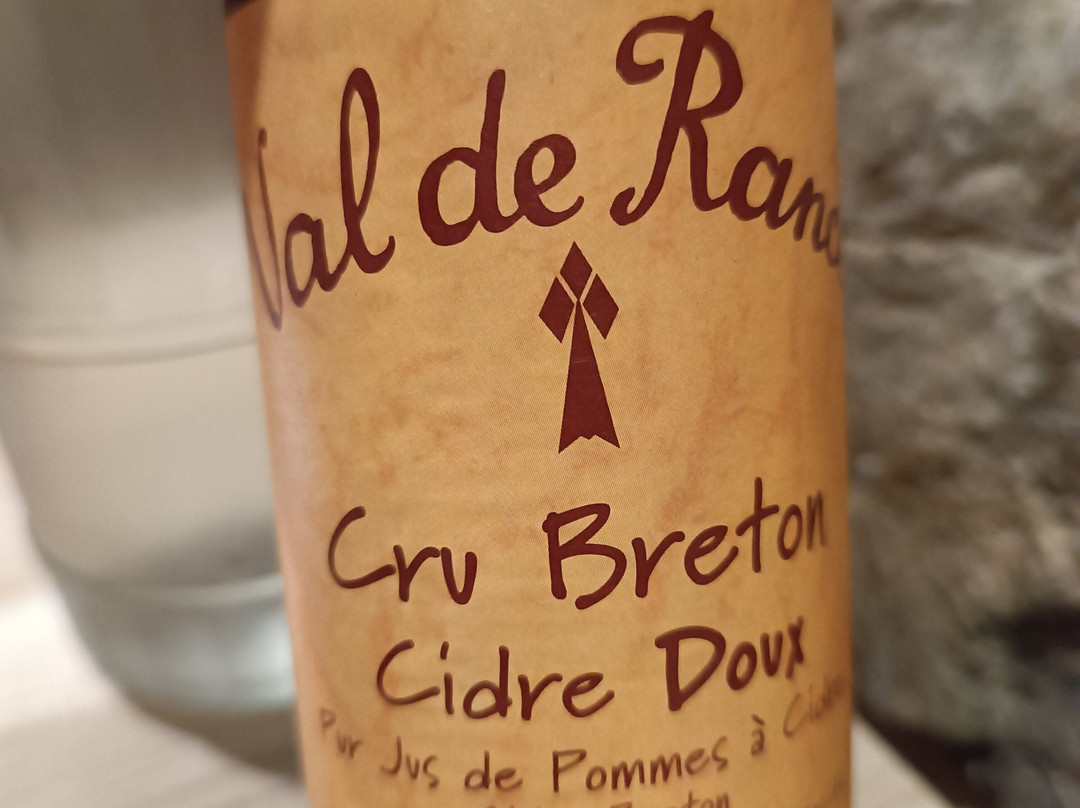 Val de Ranc
Cru Breton
Cidre Doux
Pur Jus de Pommes à Cidre